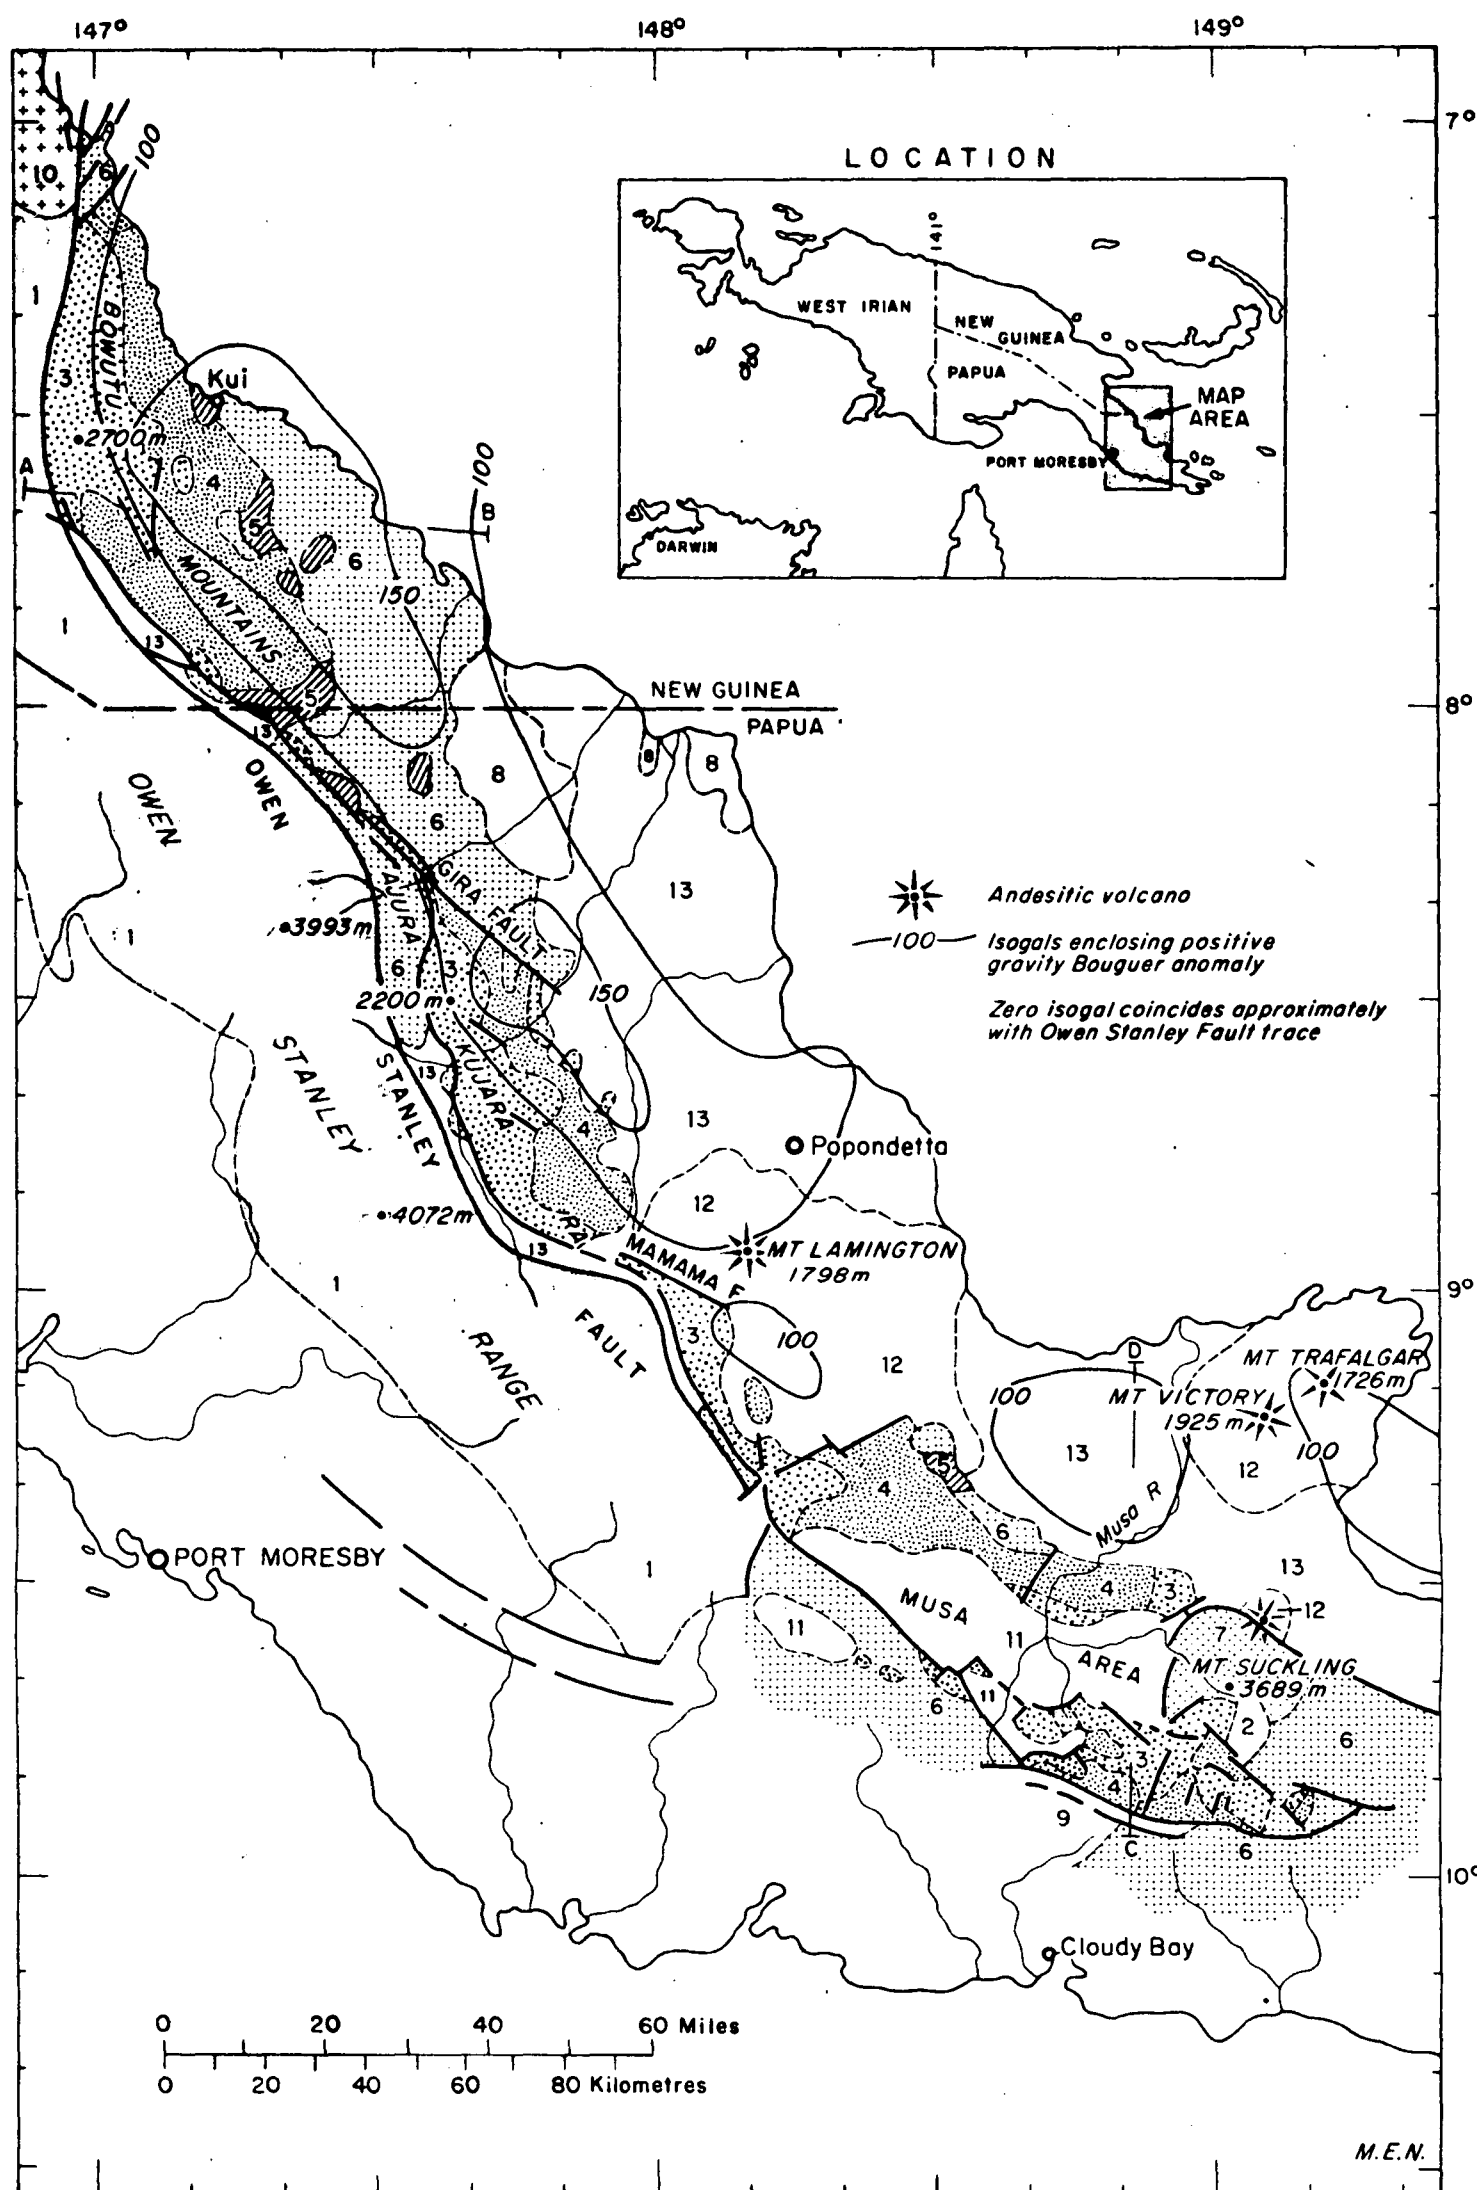 147°
148°
149°
7°
8°
9°
10°
LOCATION
141°
WEST IRIAN
NEW
GUINEA
PAPUA
MAP
AREA
PORT MORESBY
DARWIN
10
6
100
1
3
BOWUTU
Kui
2700m
A
4
6
6
100
B
150
MOUNTAINS
1
13
5
13
NEW GUINEA
PAPUA
8
8
8
OWEN
OWEN
6
AJURA
GIRA FAULT
13
Andesitic volcano
100
Isogals enclosing positive
gravity Bouguer anomaly
Zero isogal coincides approximately
with Owen Stanley Fault trace
1
3993m
6
3
2200m
150
STANLEY
STANLEY
13
KUJARA
4
13
Popondetta
4072m
12
RA
13
MAMAMA F
MT LAMINGTON
1798m
1
FAULT
3
100
12
RANGE
D
MT TRAFALGAR
1726m
100
MT VICTORY
1925m
13
100
12
5
4
Musa R
6
PORT MORESBY
1
13
4
3
MUSA
11
11
12
7
AREA
MT SUCKLING
3689m
11
6
2
6
3
4
9
C
6
Cloudy Bay
0 20 40 60 Miles
0 20 40 60 80 Kilometres
M.E.N.